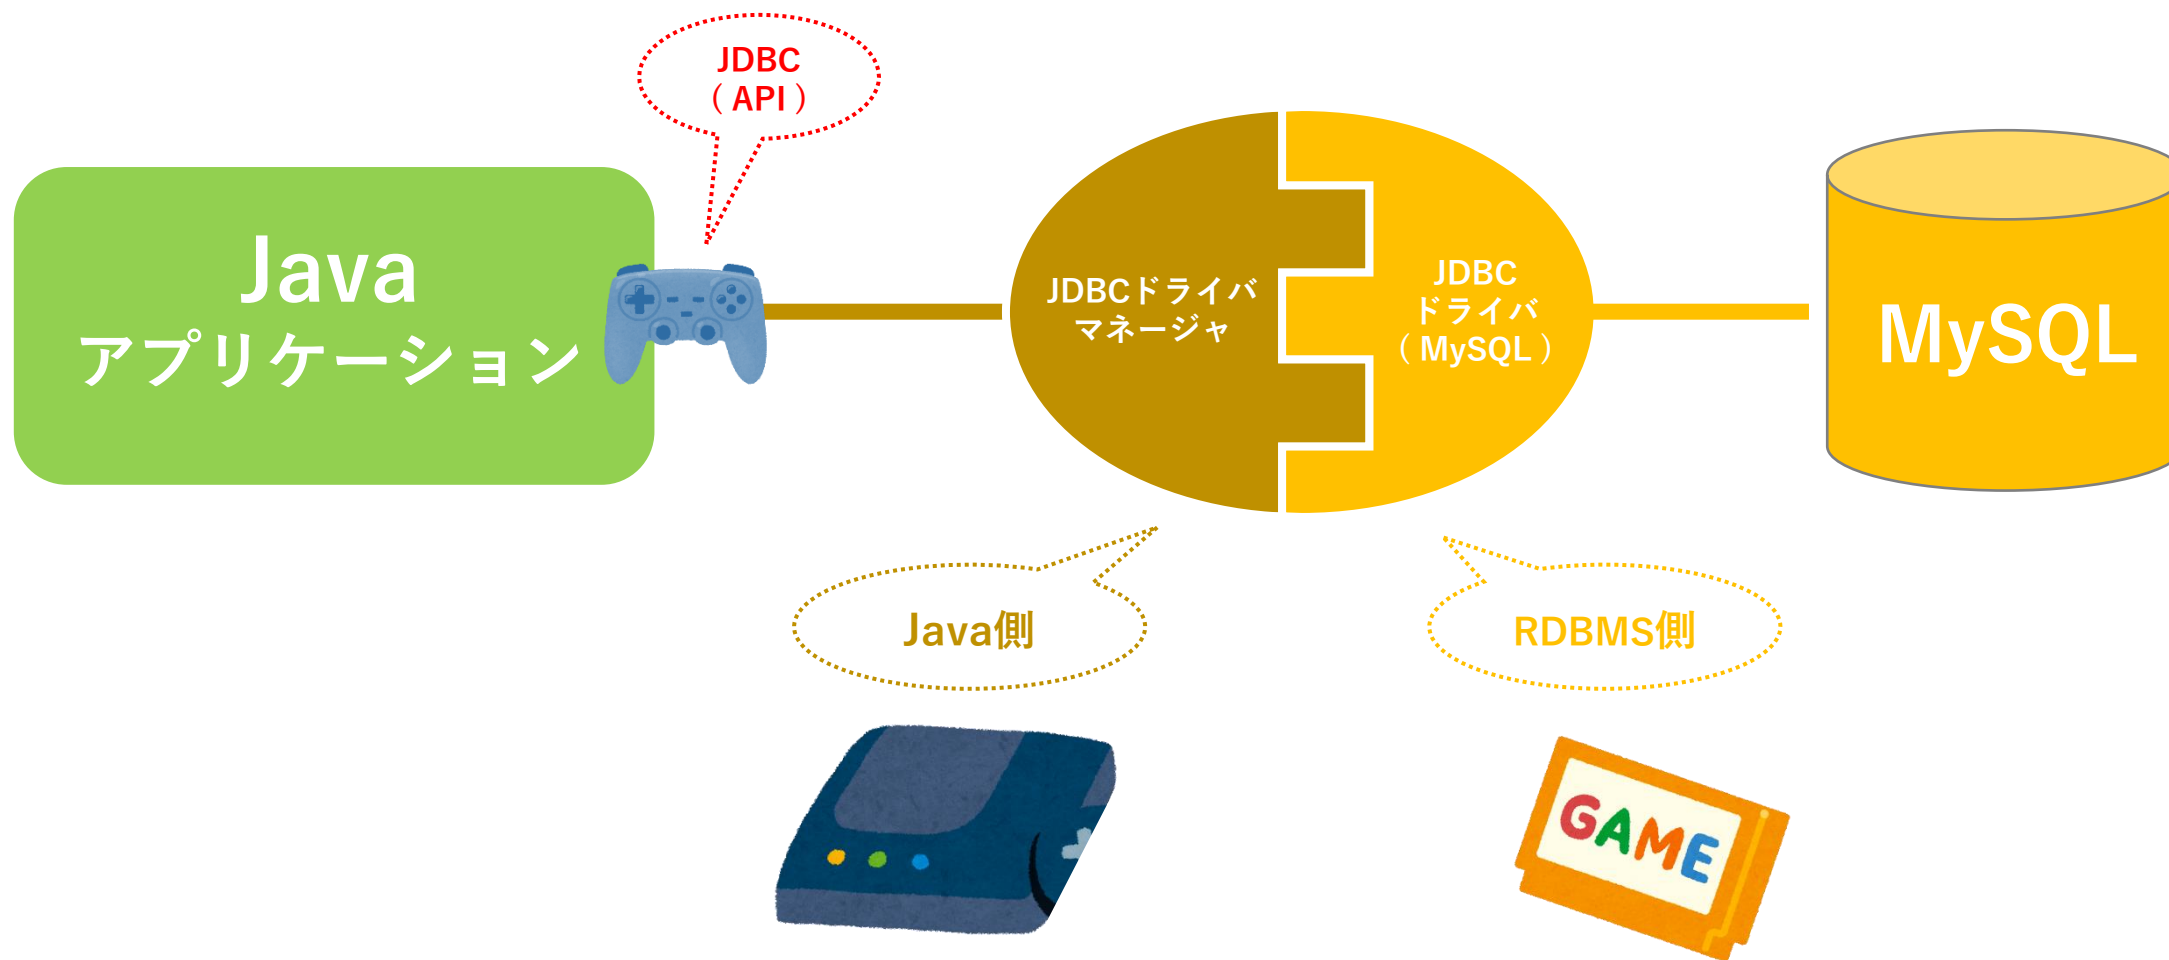 JDBC
( API )
Java
アプリケーション
JDBCドライバ
マネージャ
JDBC
ドライバ
( MySQL )
MySQL
Java側
RDBMS側
GAME